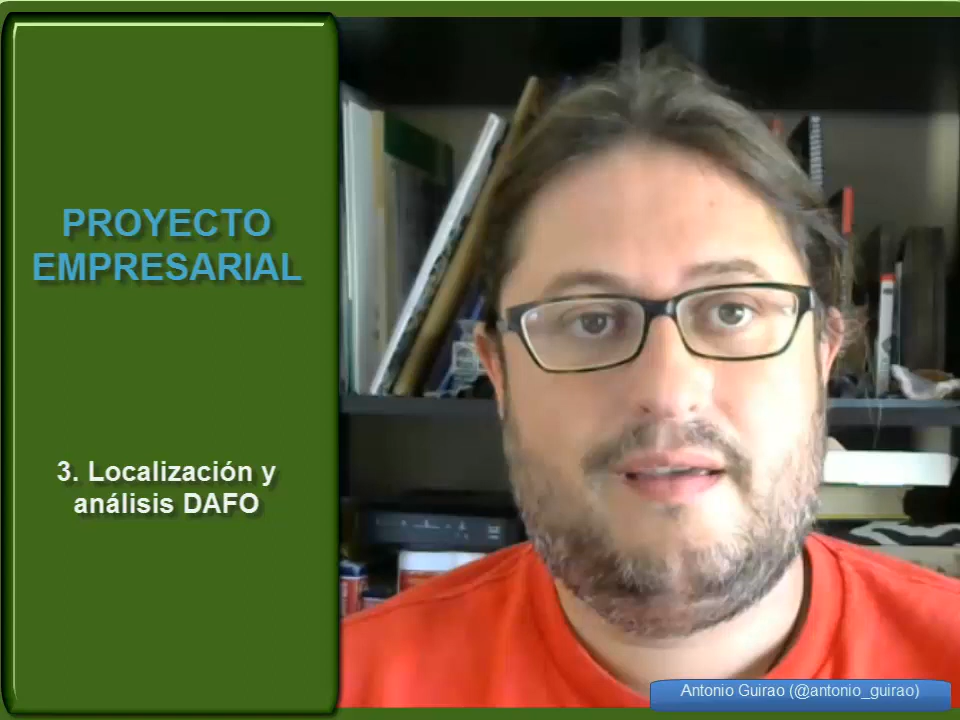 PROYECTO
EMPRESARIAL
3. Localización y
análisis DAFO
Antonio Guirao (@antonio_guirao)